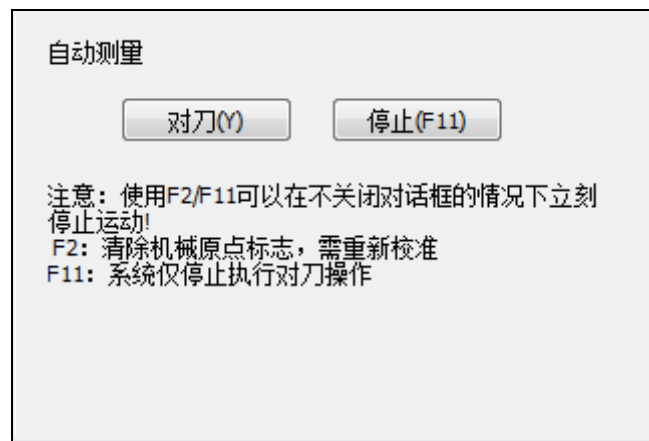 自动测量
对刀(Y) 停止(F11)
注意：使用F2/F11可以在不关闭对话框的情况下立刻
停止运动!
F2：清除机械原点标志，需重新校准
F11：系统仅停止执行对刀操作